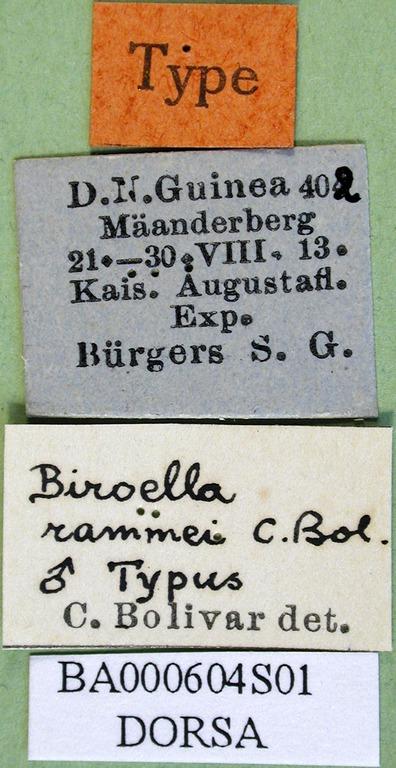 Type
D.N.Guinea 402
Mäanderberg
21.—30.VIII. 13.
Kais. Augustafl.
Exp.
Bürgers S. G.
Biroella
rammei C.Bol.
♂ Typus
C. Bolivar det.
BA000604S01
DORSA